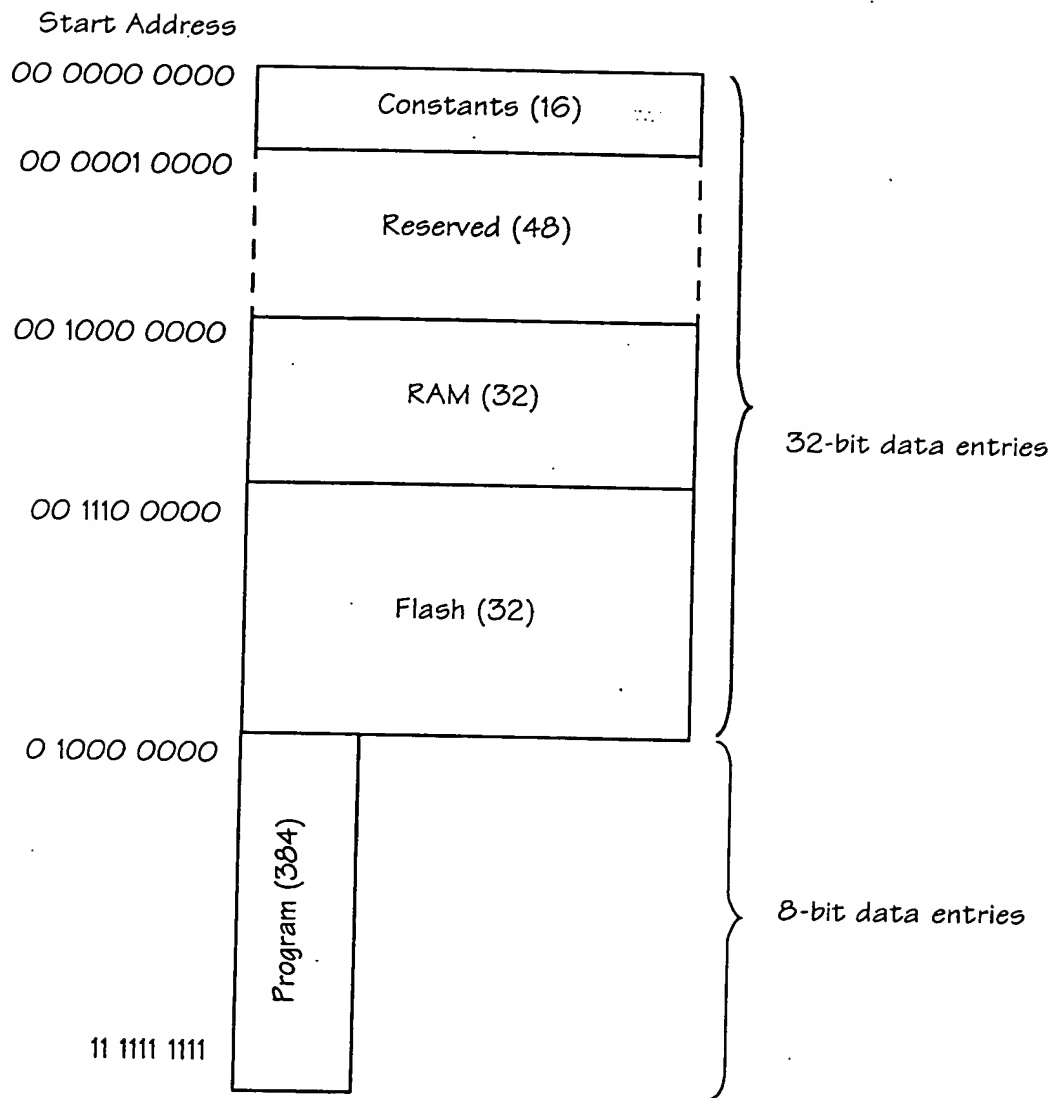 Start Address
00 0000 0000
Constants (16)
00 0001 0000
Reserved (48)
00 1000 0000
RAM (32)
32-bit data entries
00 1110 0000
Flash (32)
0 1000 0000
Program (384)
8-bit data entries
11 1111 1111